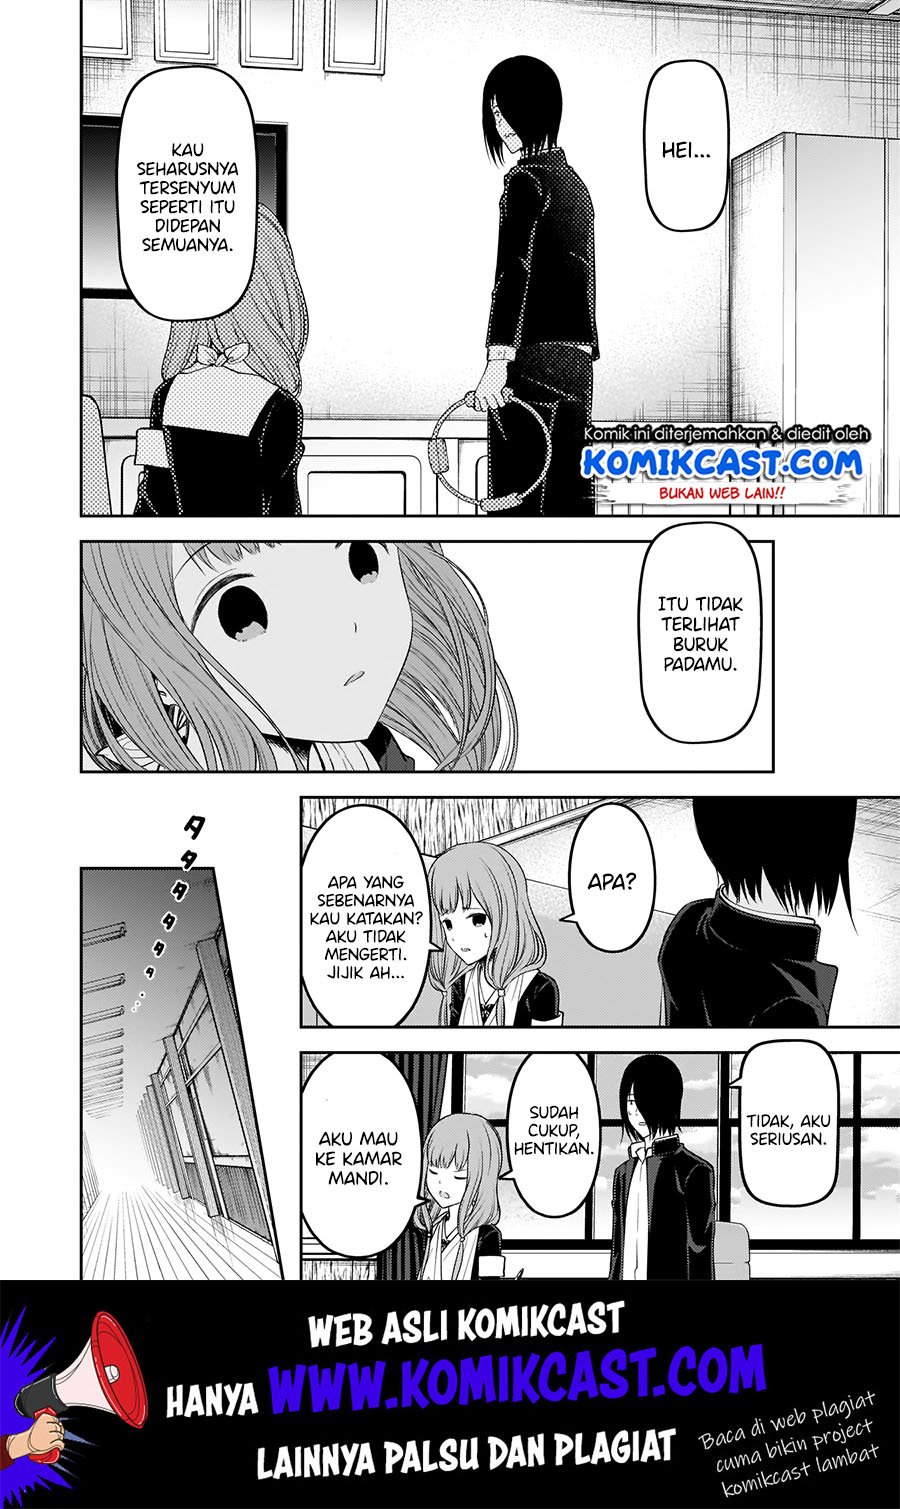 HEI...
KAU
SEHARUSNYA
TERSENYUM
SEPERTI ITU
DIDEPAN
SEMUANYA.
Komik ini diterjemahkan & diedit oleh
KOMIKCAST.COM
BUKAN WEB LAIN!!
ITU TIDAK
TERLIHAT
BURUK
PADAMU.
APA?
APA YANG
SEBENARNYA
KAU KATAKAN?
AKU TIDAK
MENGERTI.
JIJIK AH...
TIDAK, AKU
SERIUSAN.
SUDAH
CUKUP,
HENTIKAN.
AKU MAU
KE KAMAR
MANDI.
タタタタタタタ
WEB ASLI KOMIKCAST
HANYA WWW.KOMIKCAST.COM
LAINNYA PALSU DAN PLAGIAT
Baca di web plagiat
cuma bikin project
komikcast lambat